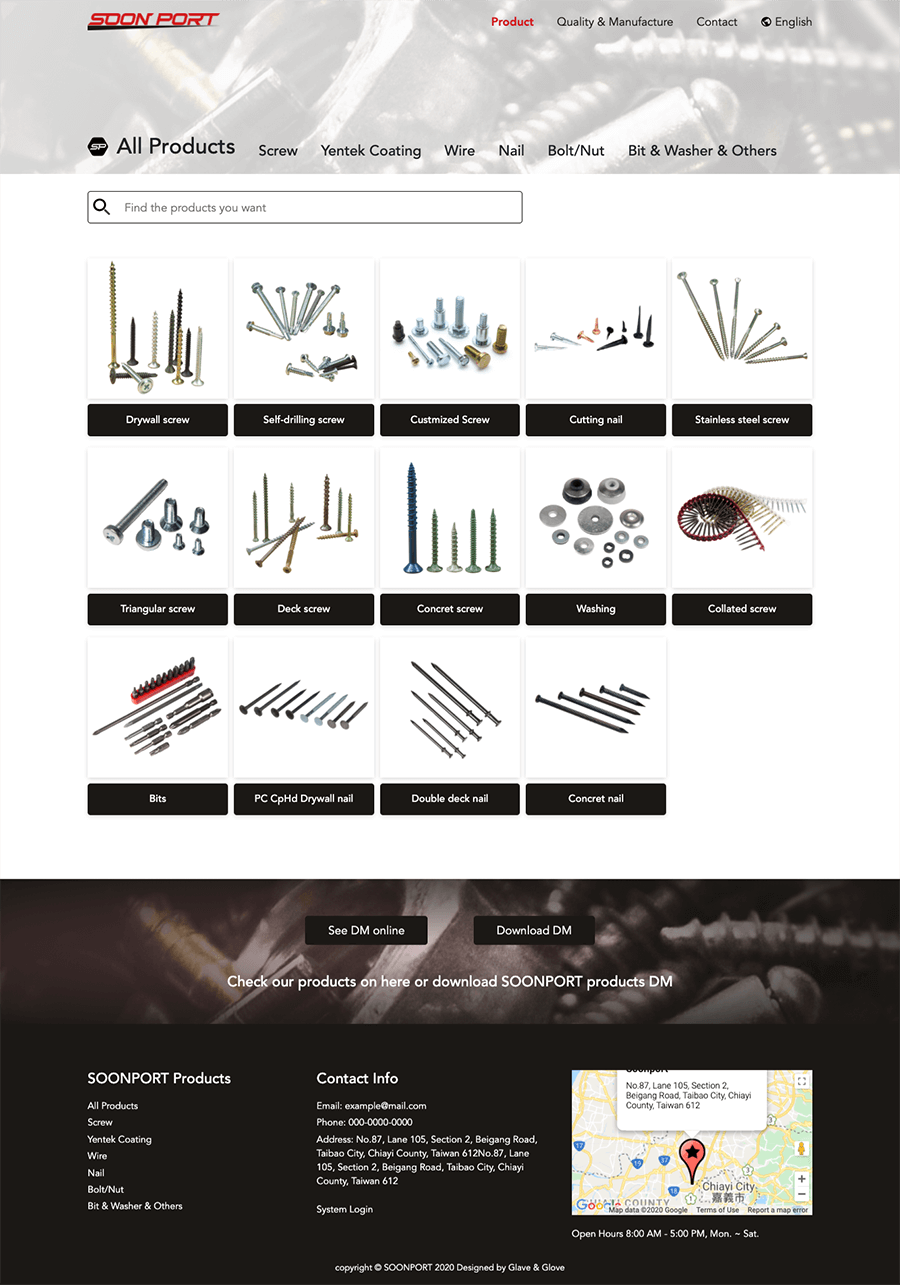 SOON PORT
Product Quality & Manufacture Contact English
SP All Products Screw Yentek Coating Wire Nail Bolt/Nut Bit & Washer & Others
Find the products you want
Drywall screw Self-drilling screw Custmized Screw Cutting nail Stainless steel screw
Triangular screw Deck screw Concret screw Washing Collated screw
Bits PC CpHd Drywall nail Double deck nail Concret nail
See DM online Download DM
Check our products on here or download SOONPORT products DM
SOONPORT Products
All Products
Screw
Yentek Coating
Wire
Nail
Bolt/Nut
Bit & Washer & Others
Contact Info
Email: example@mail.com
Phone: 000-0000-0000
Address: No.87, Lane 105, Section 2, Beigang Road,
Taibao City, Chiayi County, Taiwan 612No.87, Lane
105, Section 2, Beigang Road, Taibao City, Chiayi
County, Taiwan 612
System Login
Soonport
No.87, Lane 105, Section 2,
Beigang Road, Taibao City, Chiayi
County, Taiwan 612
17
19
37
18
1
1
Chiayi City
嘉義市
CHIAYI COUNTY
+
−
Google Map data ©2020 Google Terms of Use Report a map error
Open Hours 8:00 AM - 5:00 PM, Mon. ~ Sat.
copyright © SOONPORT 2020 Designed by Glave & Glove